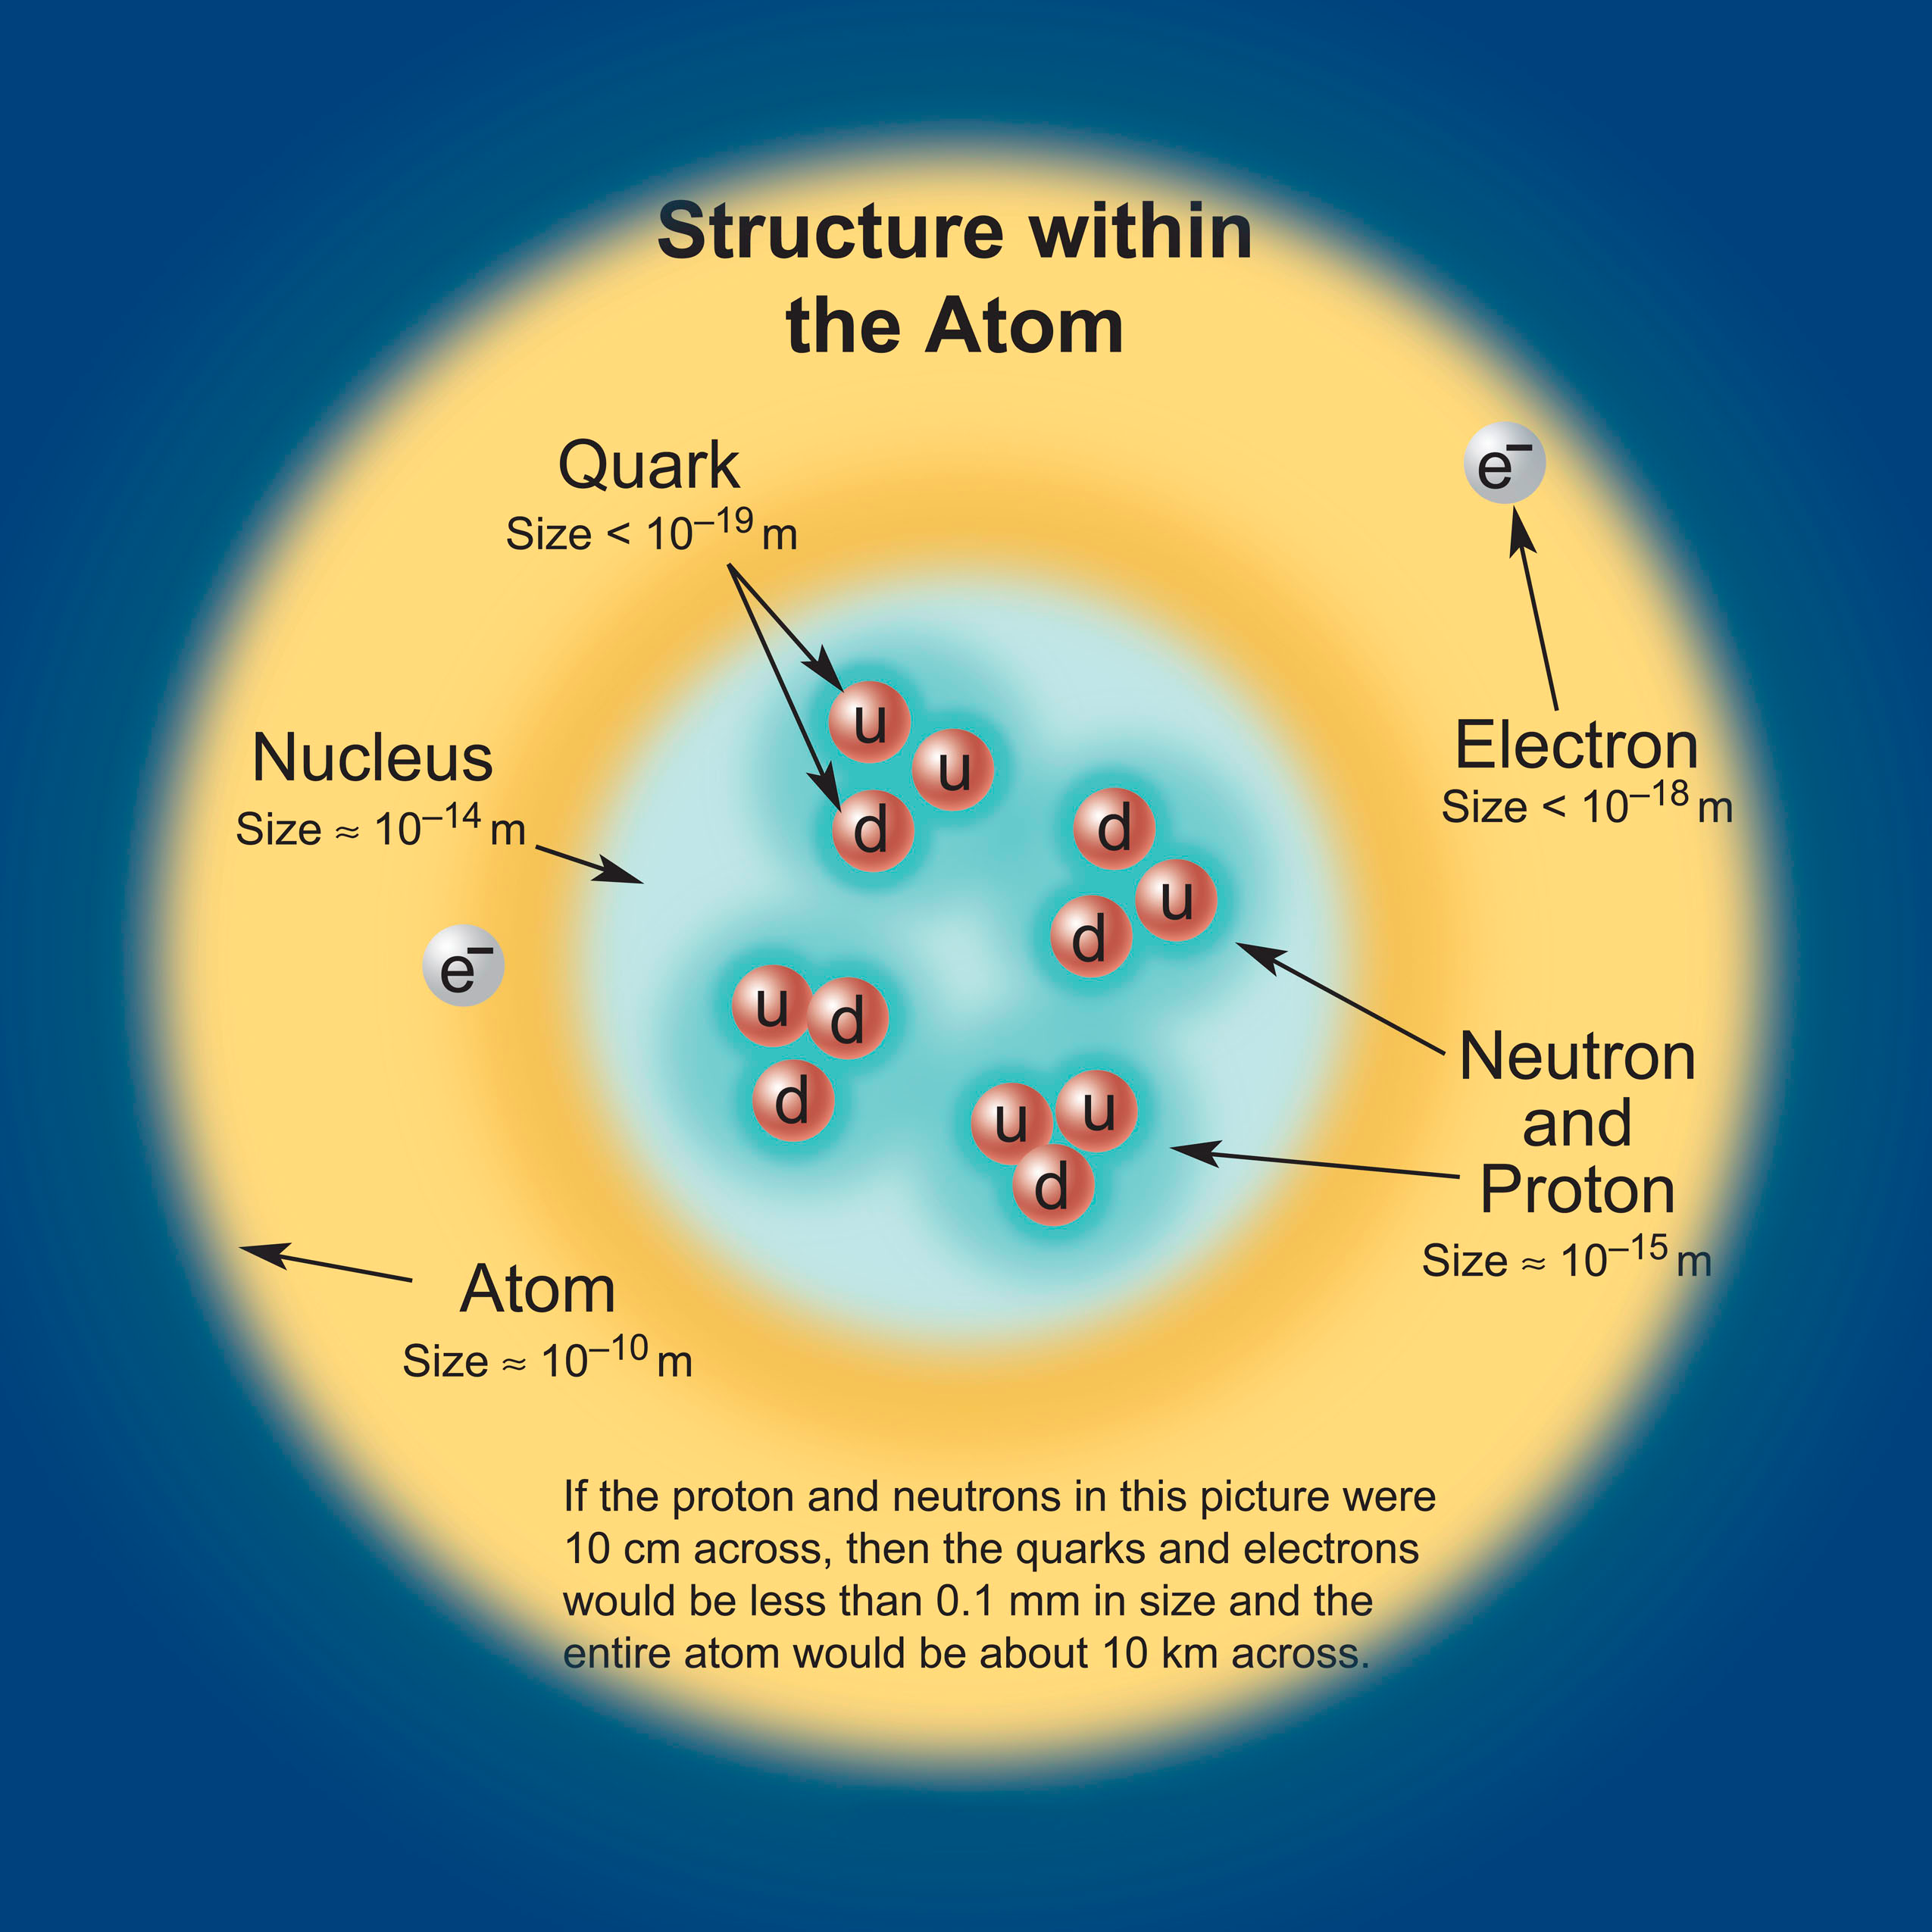 Structure within
the Atom
Quark
Size < 10⁻¹⁹ m
e⁻
u
u
d
Nucleus
Size ≈ 10⁻¹⁴ m
Electron
Size < 10⁻¹⁸ m
d
u
d
e⁻
u d
d
Neutron
and
Proton
Size ≈ 10⁻¹⁵ m
u u
d
Atom
Size ≈ 10⁻¹⁰ m
If the proton and neutrons in this picture were
10 cm across, then the quarks and electrons
would be less than 0.1 mm in size and the
entire atom would be about 10 km across.